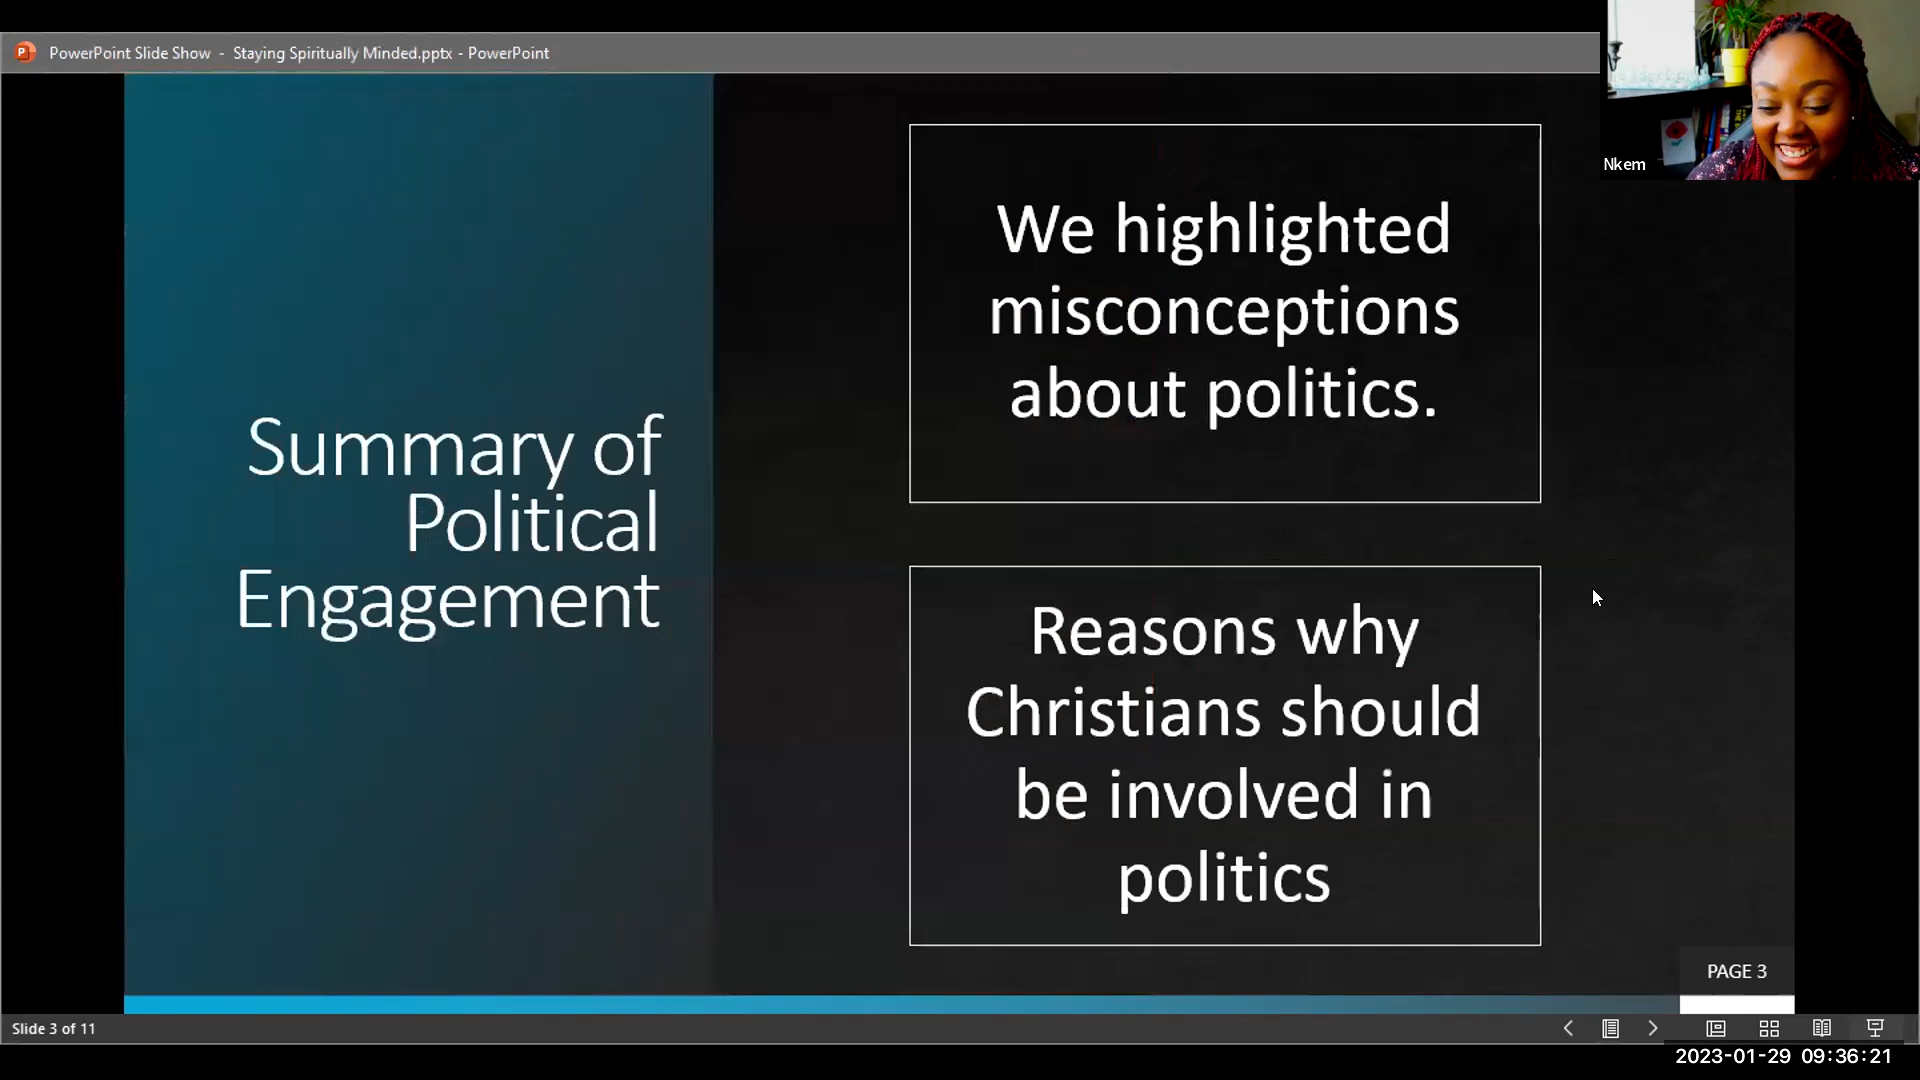 PowerPoint Slide Show - Staying Spiritually Minded.pptx - PowerPoint
Nkem
Summary of
Political
Engagement
We highlighted
misconceptions
about politics.
Reasons why
Christians should
be involved in
politics
PAGE 3
Slide 3 of 11
2023-01-29 09:36:21